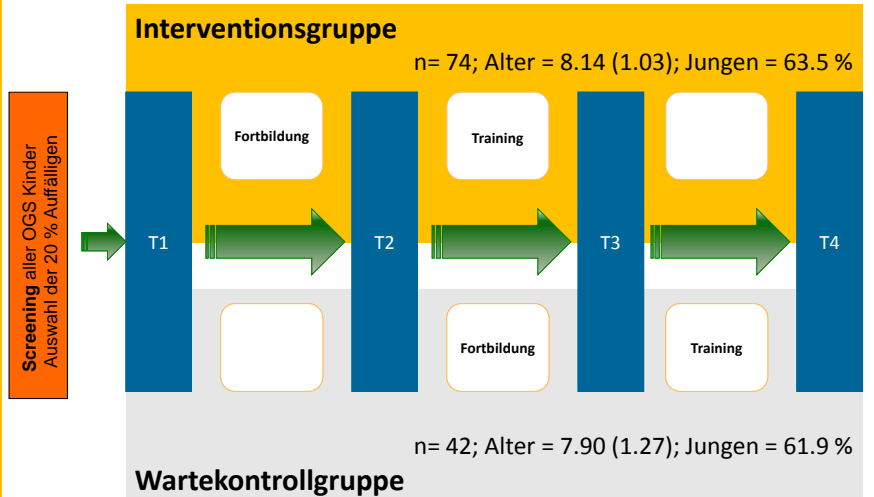 Interventionsgruppe
n= 74; Alter = 8.14 (1.03); Jungen = 63.5 %
Screening aller OGS Kinder
Auswahl der 20 % Auffälligen
Fortbildung
Training
T1
T2
T3
T4
Fortbildung
Training
n= 42; Alter = 7.90 (1.27); Jungen = 61.9 %
Wartekontrollgruppe